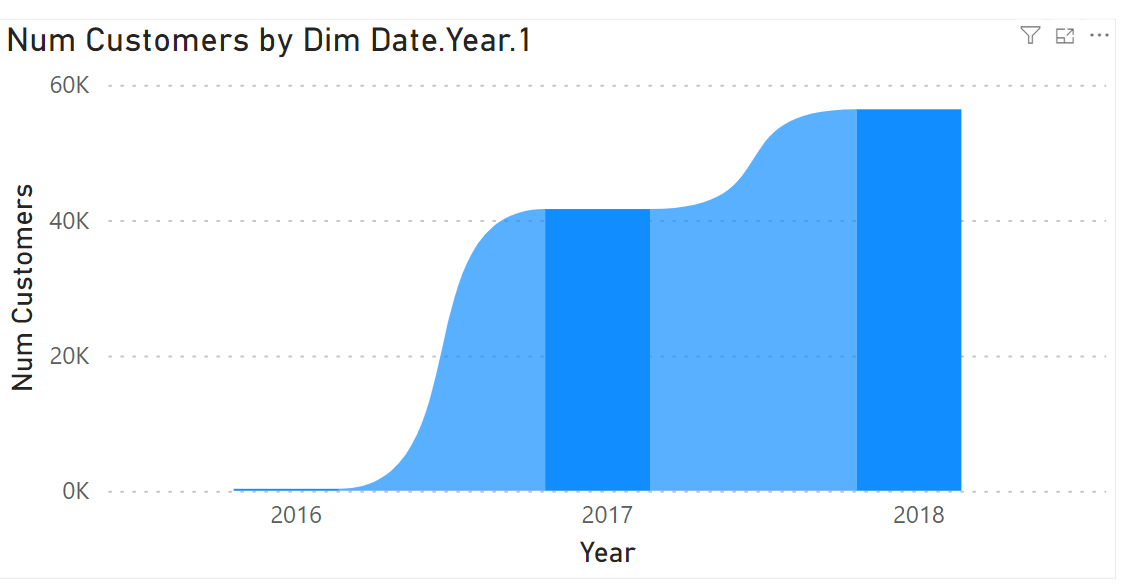 Num Customers by Dim Date.Year.1
60K
40K
20K
0K
Num Customers
2016 2017 2018
Year